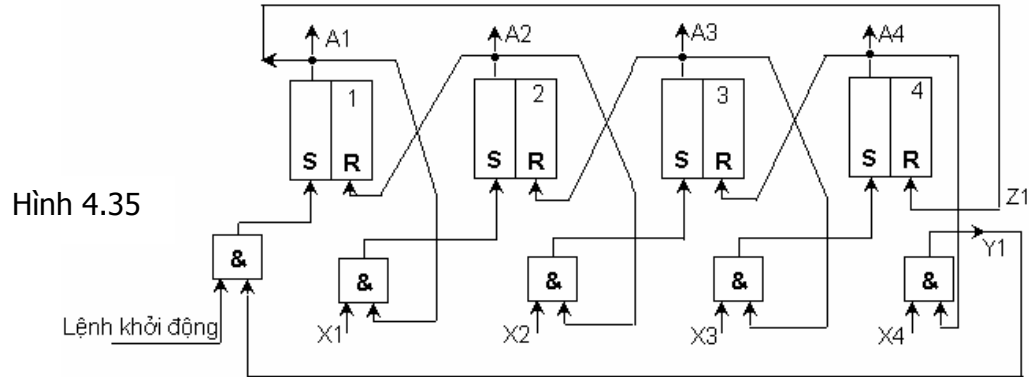 A1 A2 A3 A4
1 2 3 4
S R S R S R S R
Hình 4.35
Z1
& & & & &
Y1
Lệnh khởi động X1 X2 X3 X4